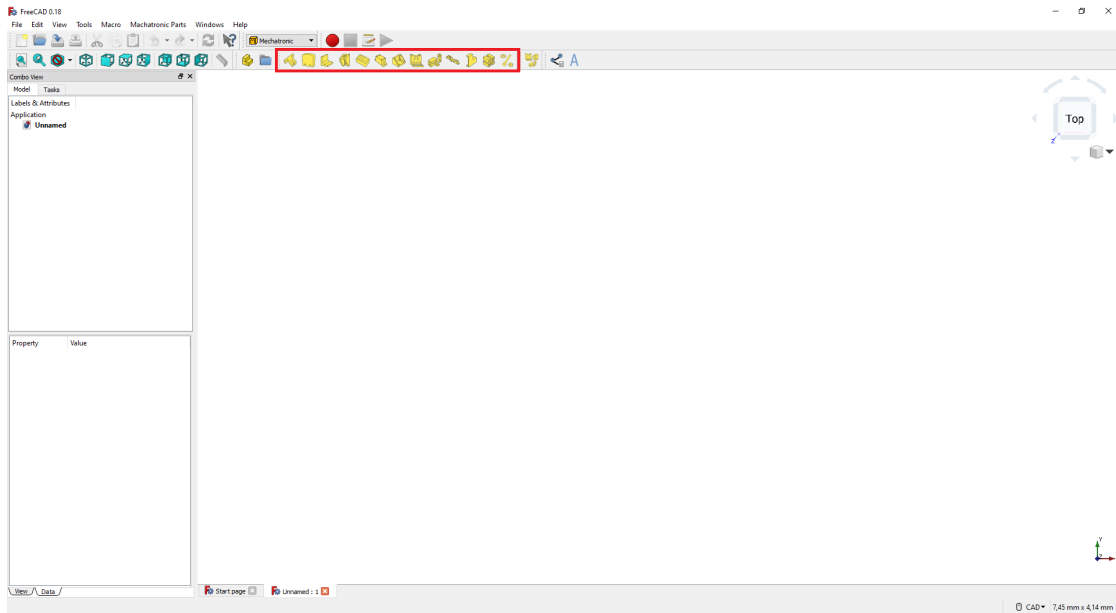 FreeCAD 0.18
File Edit View Tools Macro Machatronic Parts Windows Help
Mechatronic
A
Combo View
Model Tasks
Labels & Attributes
Application
Unnamed
Top
Z
Property Value
Y
View Data
Start page Unnamed : 1
CAD 7,45 mm x 4,14 mm